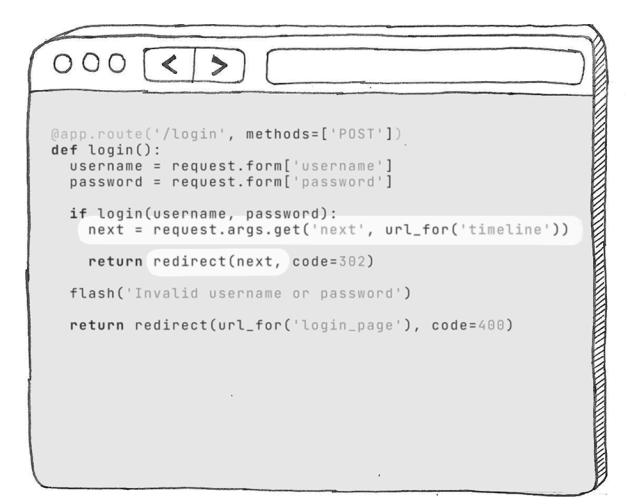 < >
@app.route('/login', methods=['POST'])
def login():
  username = request.form['username']
  password = request.form['password']
  if login(username, password):
    next = request.args.get('next', url_for('timeline'))
    return redirect(next, code=302)
  flash('Invalid username or password')
  return redirect(url_for('login_page'), code=400)